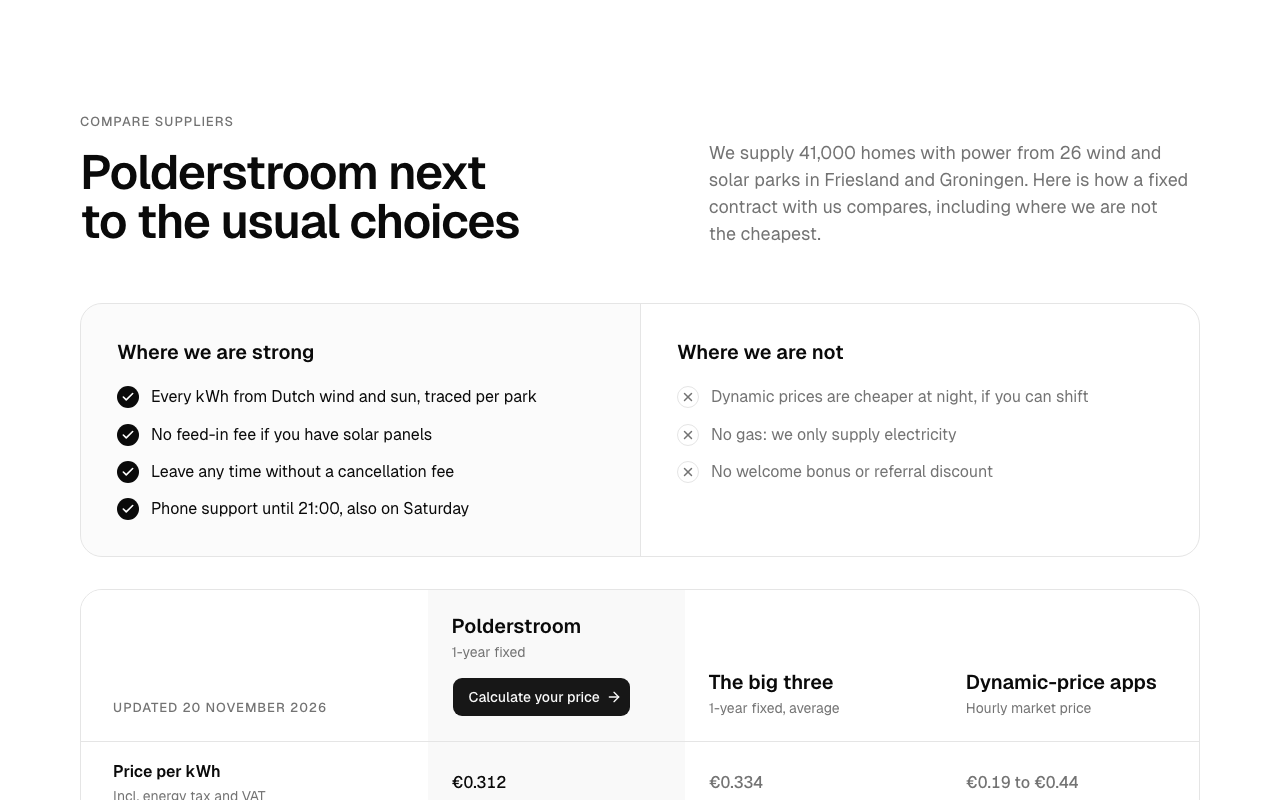 COMPARE SUPPLIERS
Polderstroom next
to the usual choices
We supply 41,000 homes with power from 26 wind and
solar parks in Friesland and Groningen. Here is how a fixed
contract with us compares, including where we are not
the cheapest.
Where we are strong
Every kWh from Dutch wind and sun, traced per park
No feed-in fee if you have solar panels
Leave any time without a cancellation fee
Phone support until 21:00, also on Saturday
Where we are not
Dynamic prices are cheaper at night, if you can shift
No gas: we only supply electricity
No welcome bonus or referral discount
UPDATED 20 NOVEMBER 2026
Polderstroom
1-year fixed
Calculate your price →
The big three
1-year fixed, average
Dynamic-price apps
Hourly market price
Price per kWh
Incl. energy tax and VAT
€0.312
€0.334
€0.19 to €0.44